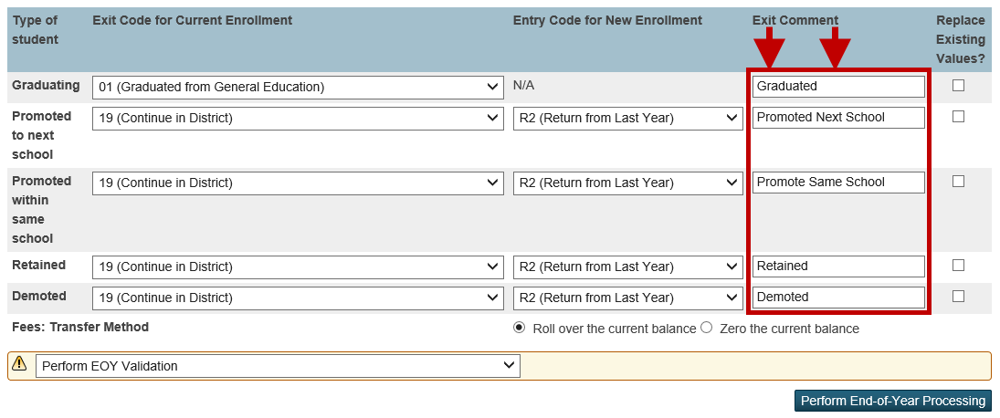 Type of student Exit Code for Current Enrollment Entry Code for New Enrollment Exit Comment Replace Existing Values?
Graduating 01 (Graduated from General Education) N/A Graduated
Promoted to next school 19 (Continue in District) R2 (Return from Last Year) Promoted Next School
Promoted within same school 19 (Continue in District) R2 (Return from Last Year) Promote Same School
Retained 19 (Continue in District) R2 (Return from Last Year) Retained
Demoted 19 (Continue in District) R2 (Return from Last Year) Demoted
Fees: Transfer Method Roll over the current balance Zero the current balance
Perform EOY Validation
Perform End-of-Year Processing